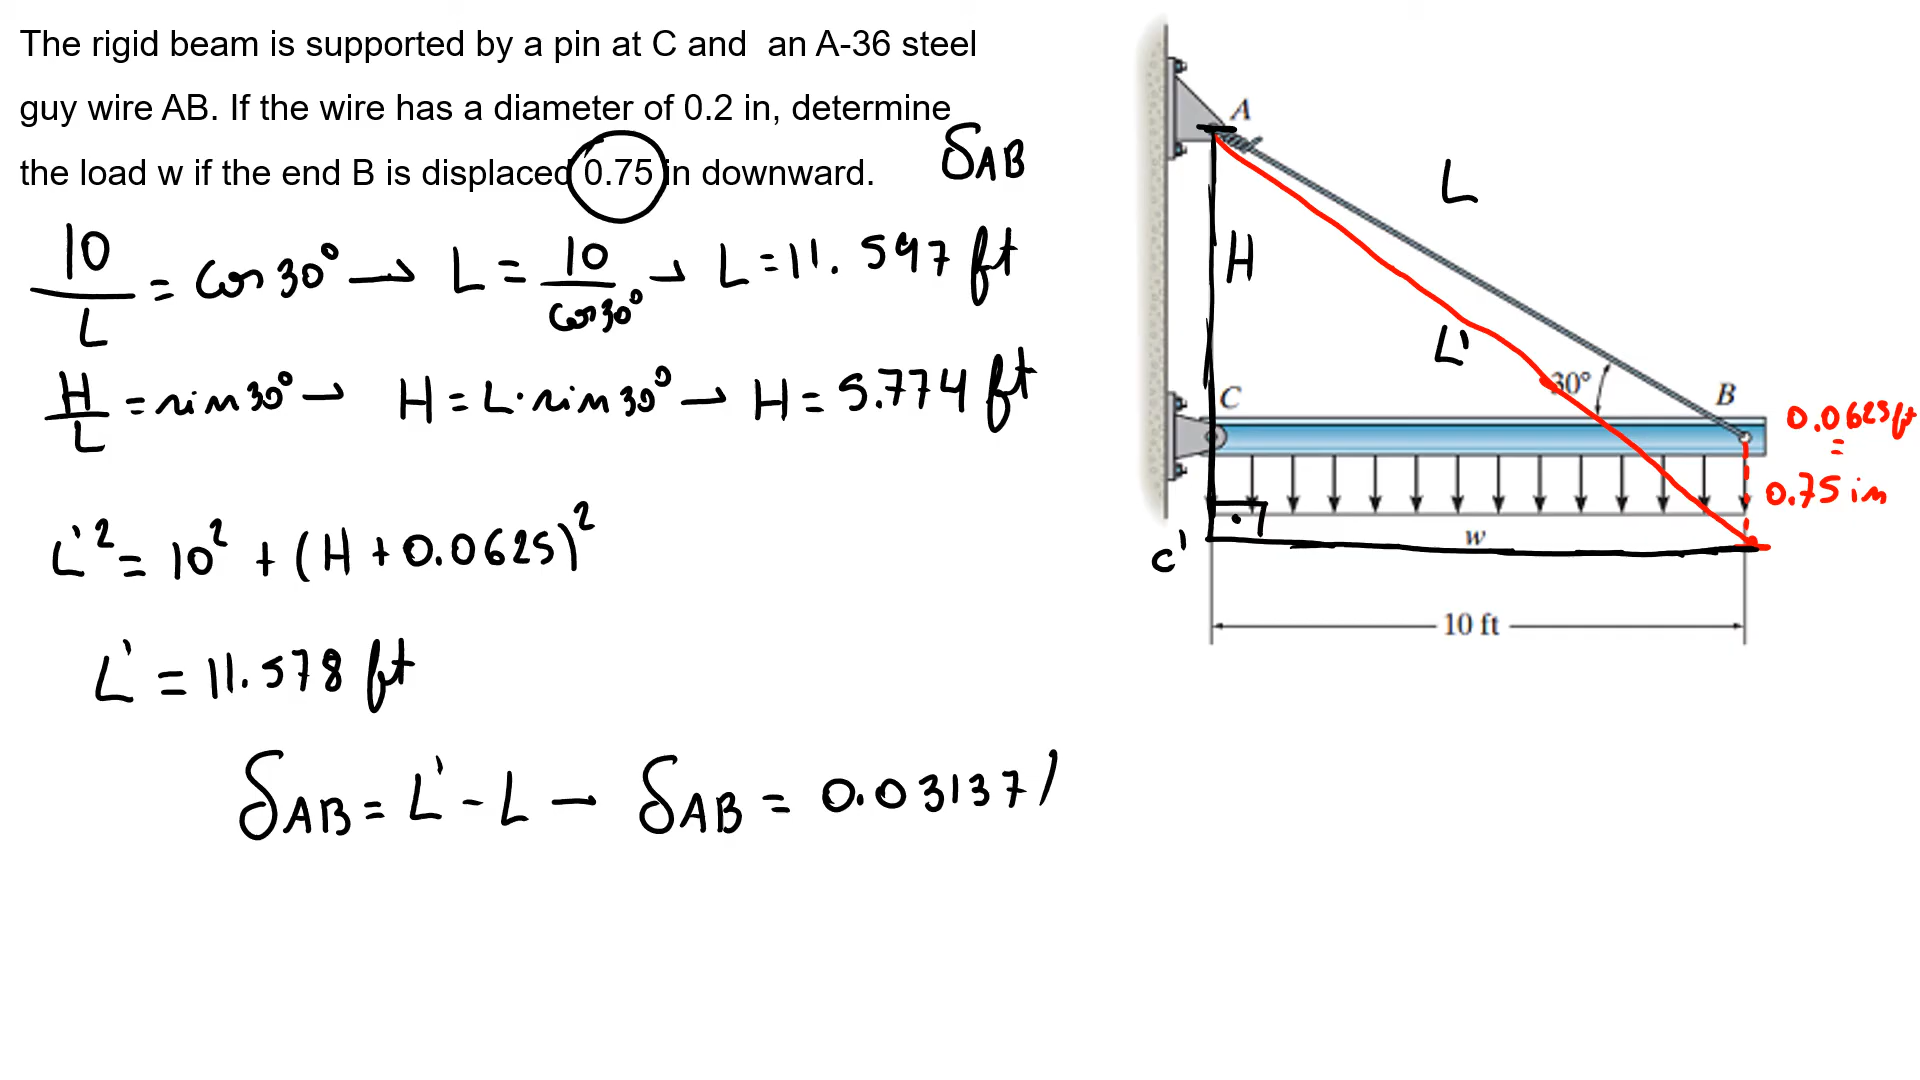 The rigid beam is supported by a pin at C and an A-36 steel
guy wire AB. If the wire has a diameter of 0.2 in, determine
the load w if the end B is displaced 0.75 in downward.
δAB
10/L = cos 30° → L = 10/cos30° → L = 11.547 ft
H/L = sin 30° → H = L·sin 30° → H = 5.774 ft
L'² = 10² + (H + 0.0625)²
L' = 11.578 ft
δAB = L' - L → δAB = 0.03137
A
L
H
L'
30°
C
B
0.0625ft
=
0.75 in
w
C'
10 ft